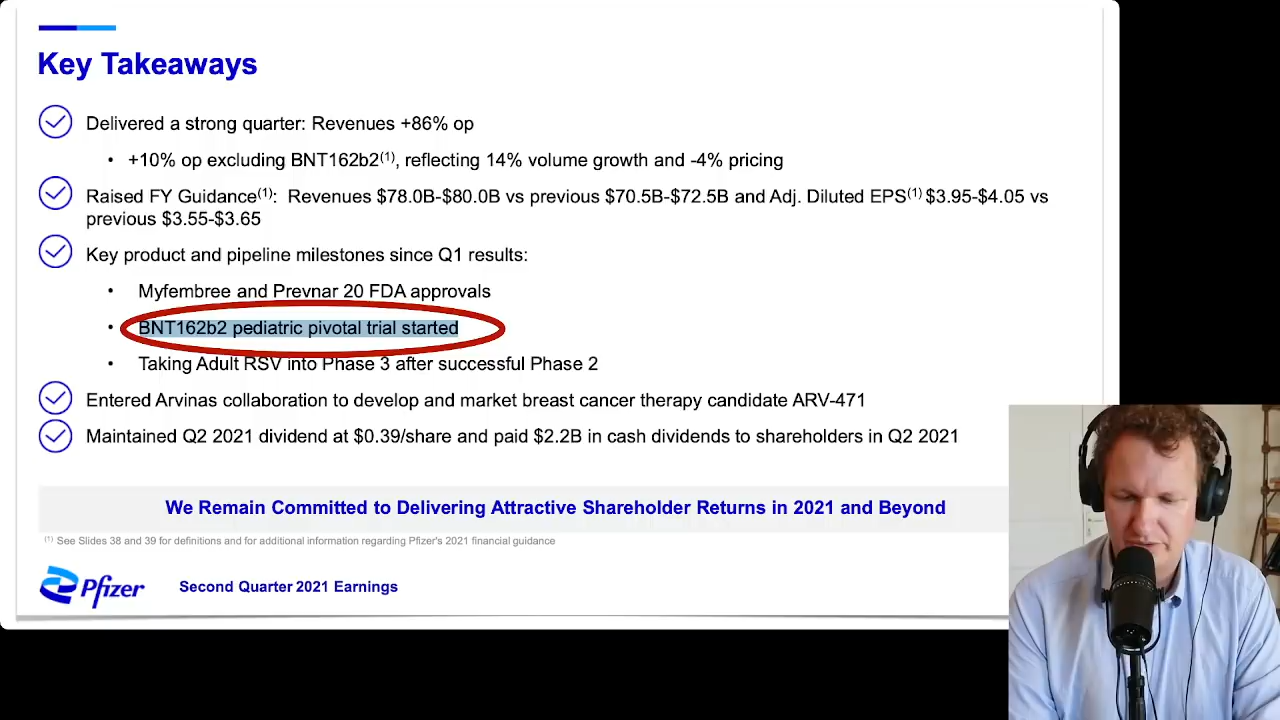 Key Takeaways
Delivered a strong quarter: Revenues +86% op
• +10% op excluding BNT162b2(1), reflecting 14% volume growth and -4% pricing
Raised FY Guidance(1): Revenues $78.0B-$80.0B vs previous $70.5B-$72.5B and Adj. Diluted EPS(1) $3.95-$4.05 vs
previous $3.55-$3.65
Key product and pipeline milestones since Q1 results:
• Myfembree and Prevnar 20 FDA approvals
• BNT162b2 pediatric pivotal trial started
• Taking Adult RSV into Phase 3 after successful Phase 2
Entered Arvinas collaboration to develop and market breast cancer therapy candidate ARV-471
Maintained Q2 2021 dividend at $0.39/share and paid $2.2B in cash dividends to shareholders in Q2 2021
We Remain Committed to Delivering Attractive Shareholder Returns in 2021 and Beyond
(1) See Slides 38 and 39 for definitions and for additional information regarding Pfizer's 2021 financial guidance
Pfizer Second Quarter 2021 Earnings